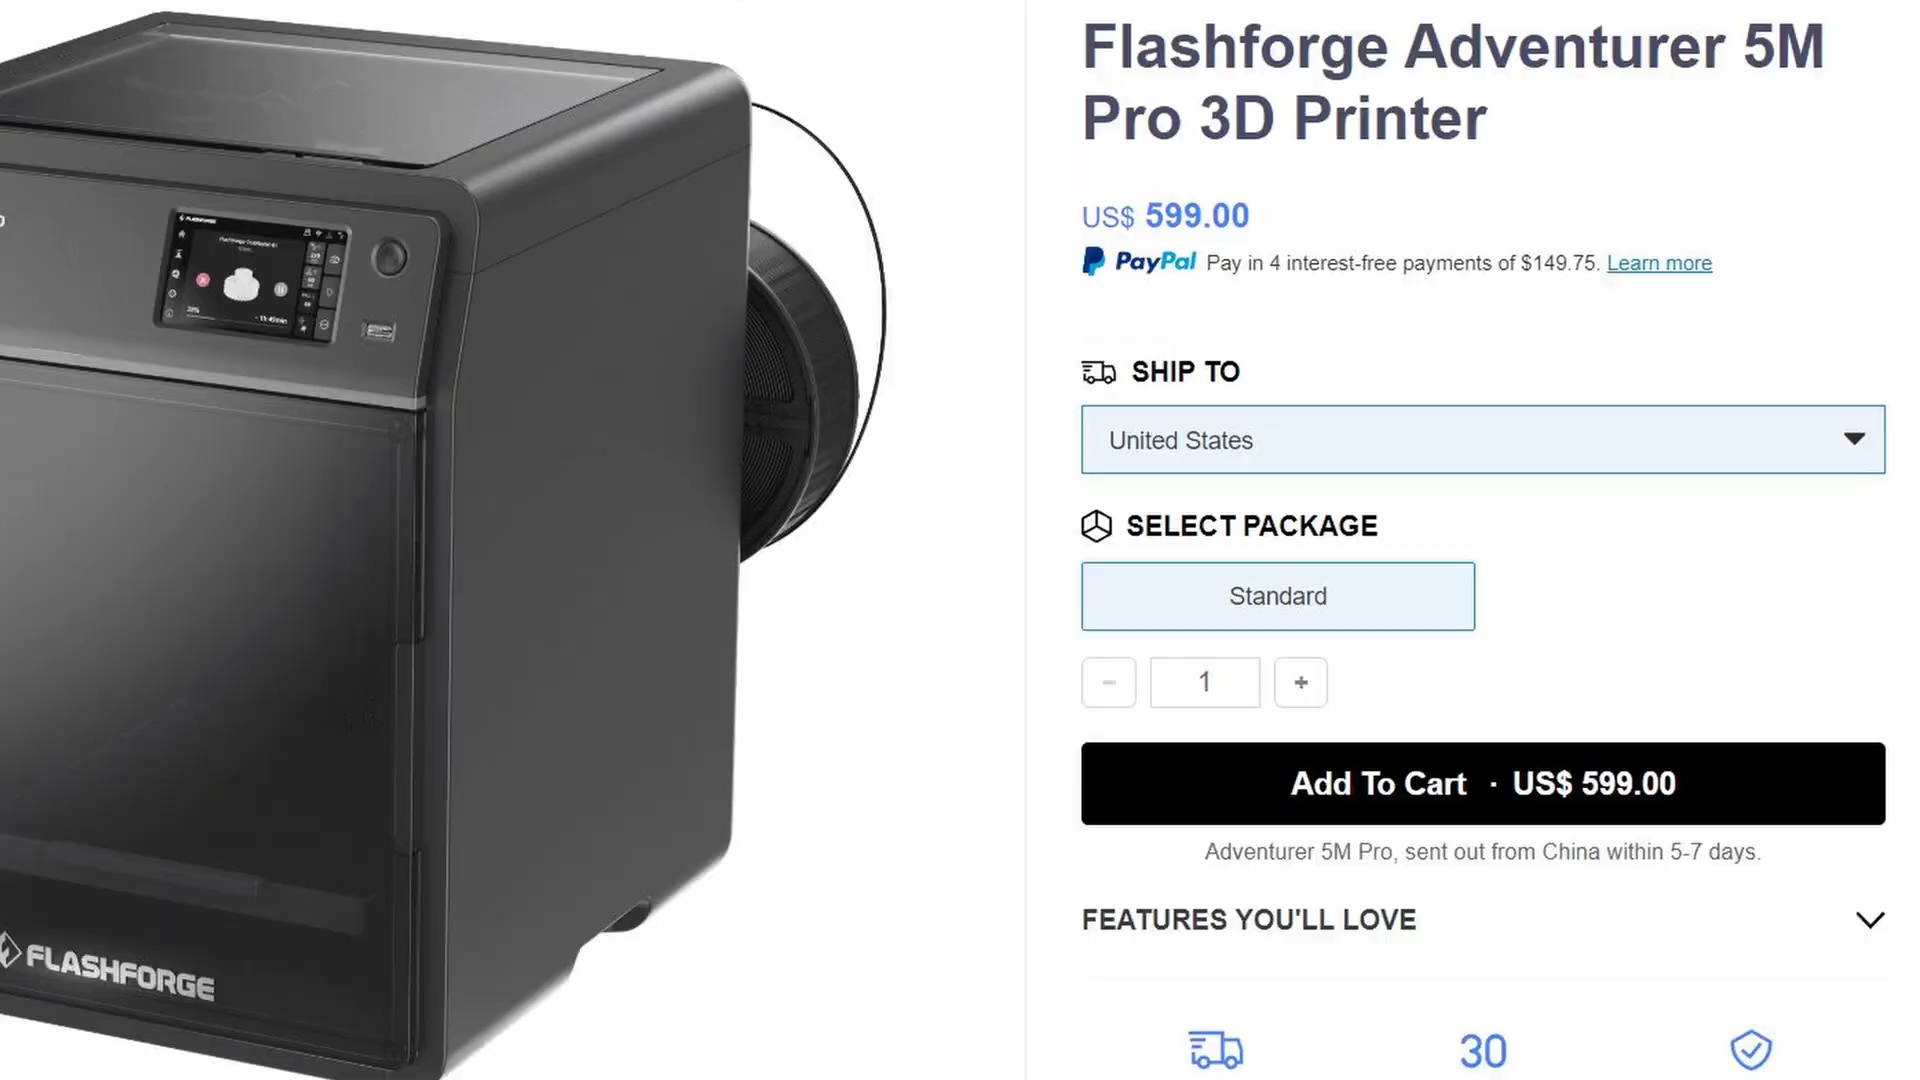 Flashforge Adventurer 5M
Pro 3D Printer
US$ 599.00
PayPal Pay in 4 interest-free payments of $149.75. Learn more
SHIP TO
United States
SELECT PACKAGE
Standard
1
Add To Cart · US$ 599.00
Adventurer 5M Pro, sent out from China within 5-7 days.
FEATURES YOU'LL LOVE
30
FLASHFORGE